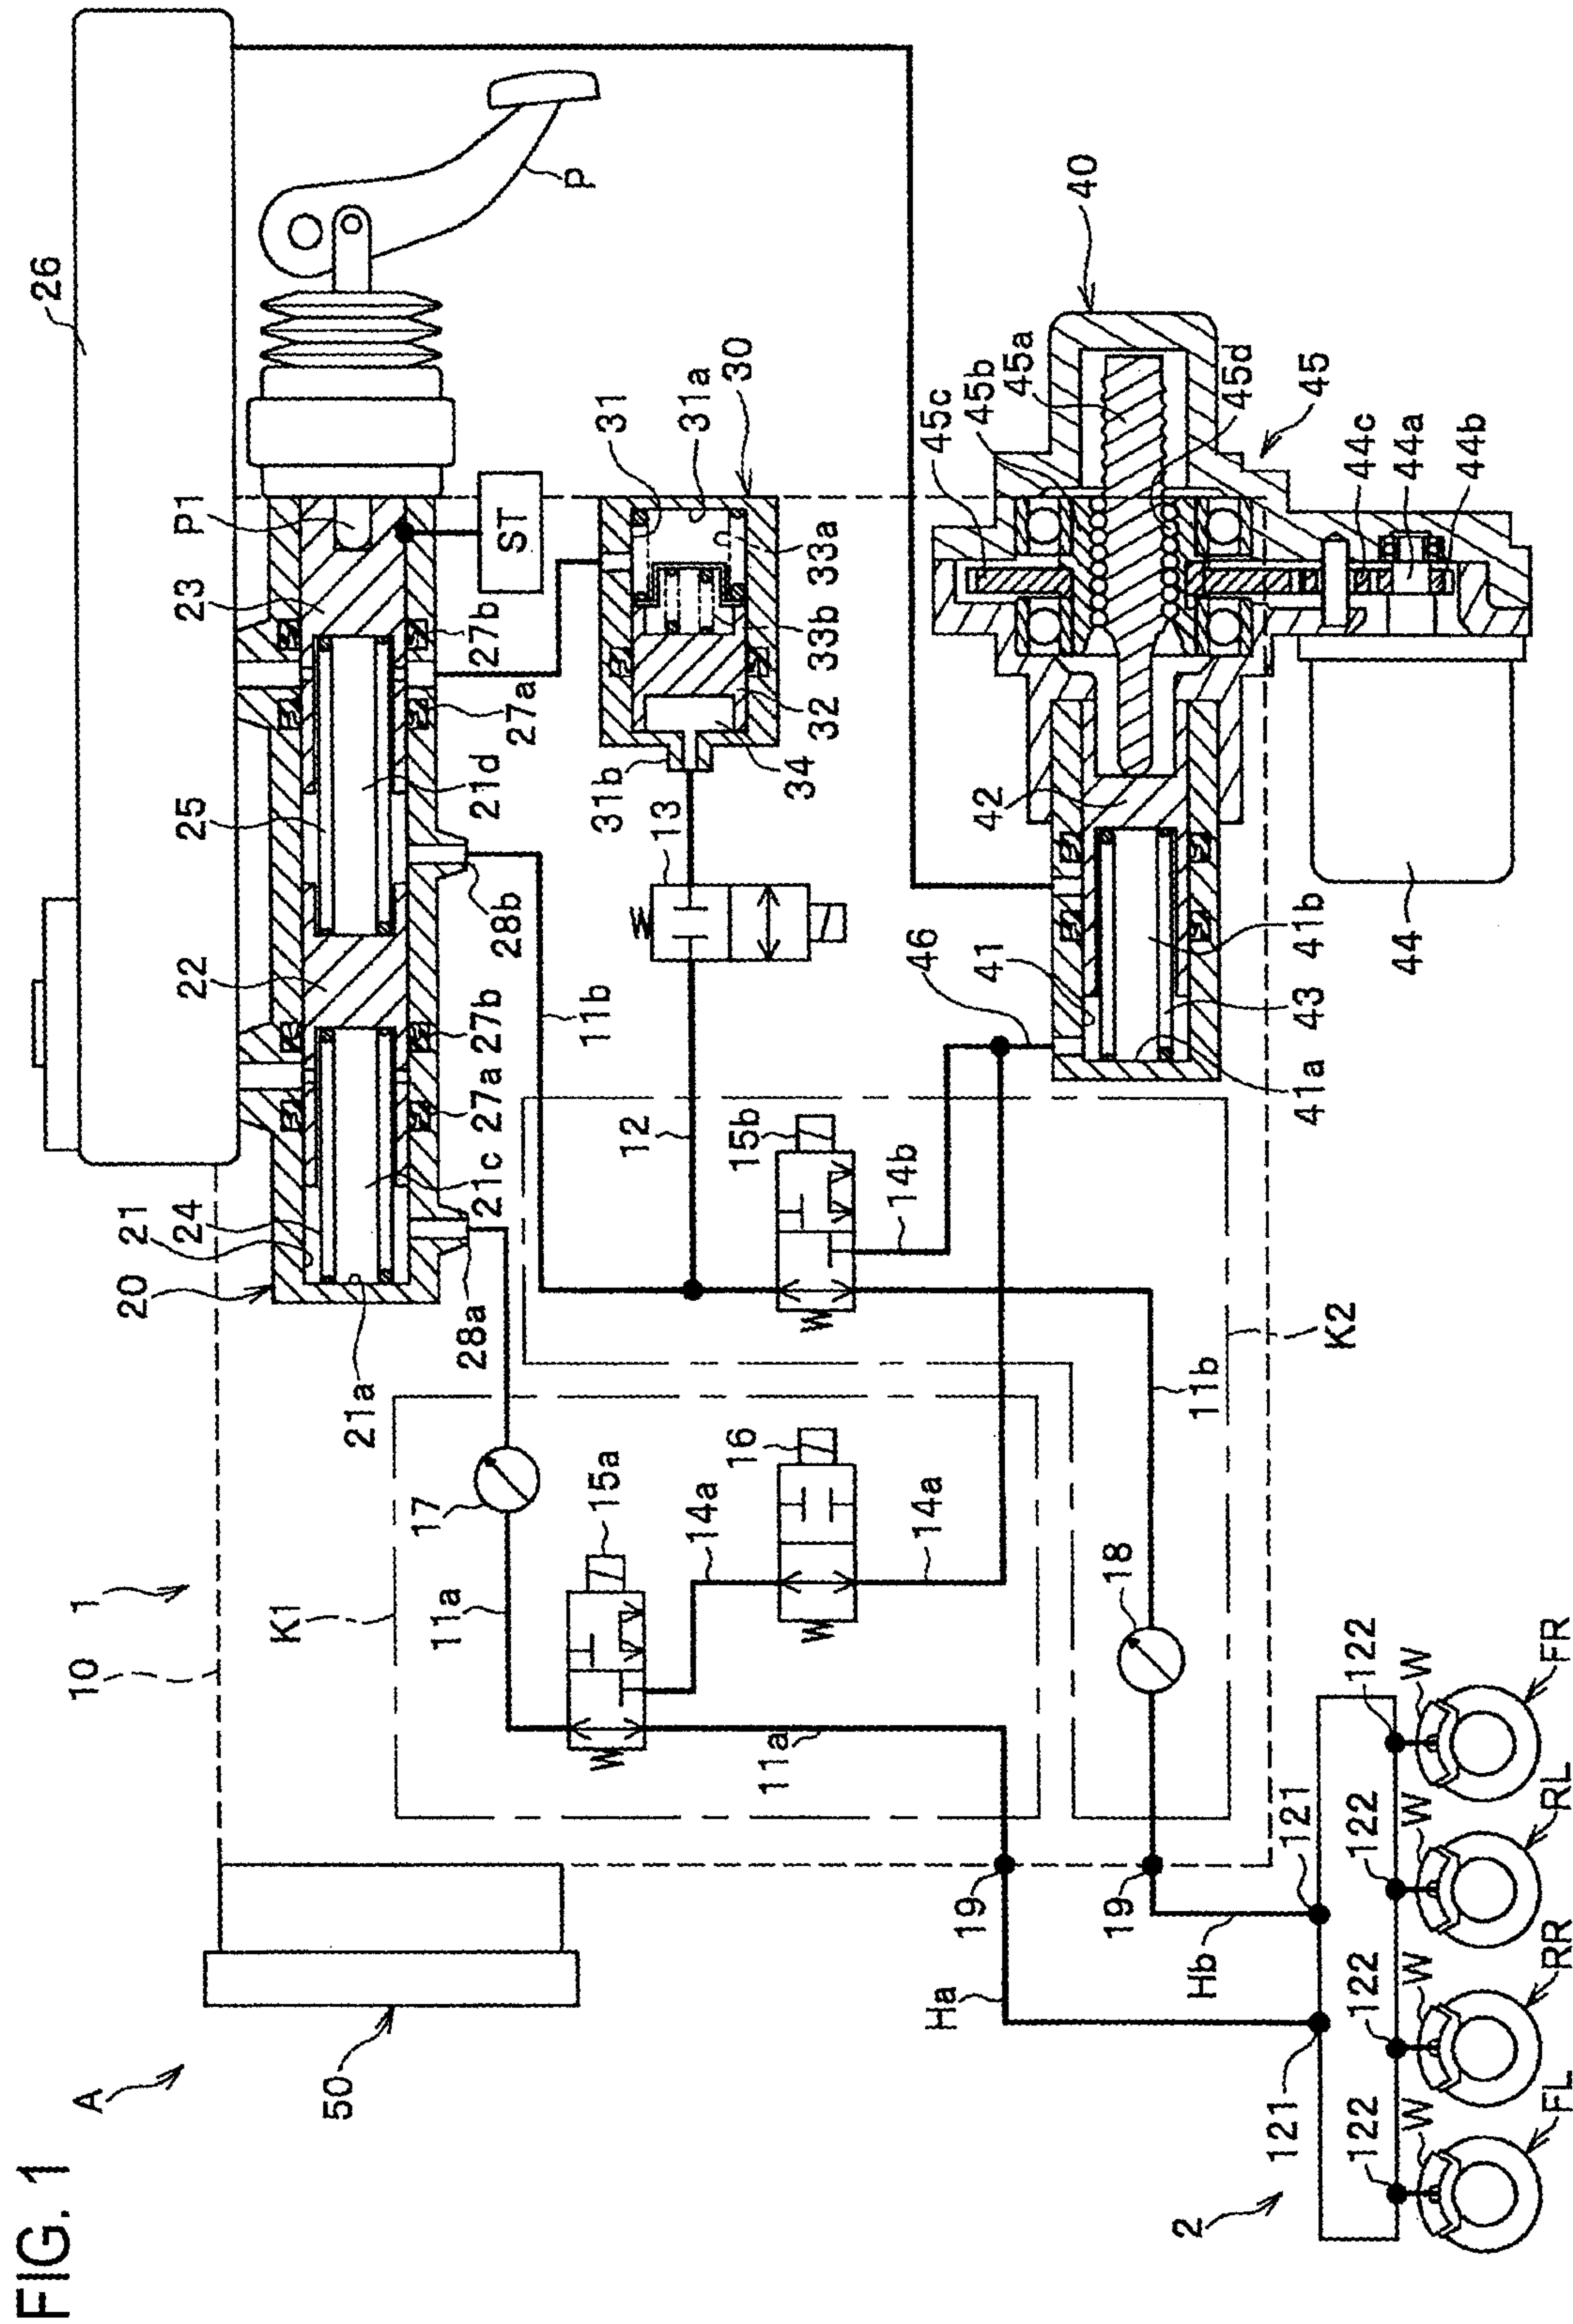 FIG. 1
A
1
10
50
26
20
21
24
22
25
23
P1
P
21a
21c
27a
27b
21d
27a
27b
28a
28b
ST
K1
17
11a
15a
14a
16
14a
11a
11b
12
13
31b
34
32
33b
33a
31
31a
30
15b
14b
46
41
42
45c
45b
45a
40
45d
45
41a
43
41b
44
44c
44a
44b
K2
11b
18
19
19
Ha
Hb
2
121
121
122
122
122
122
W
W
W
W
FL
RR
RL
FR